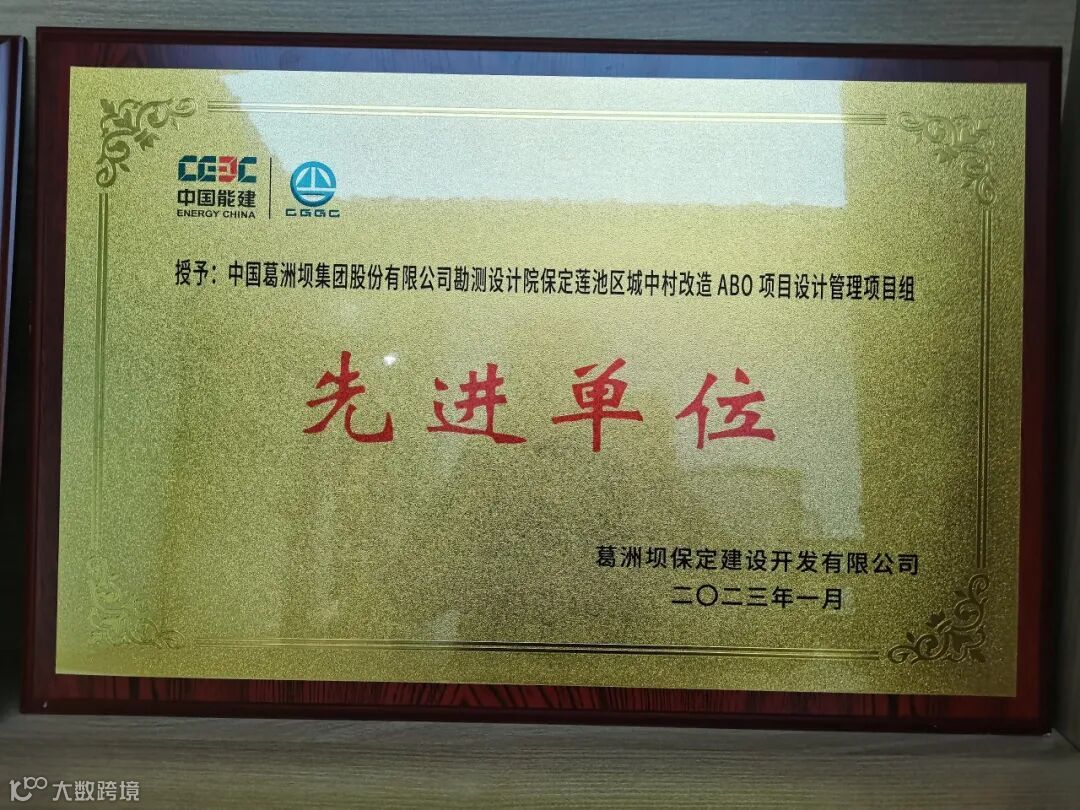 CEEC
中国能建
ENERGY CHINA
CGGC
授予：中国葛洲坝集团股份有限公司勘测设计院保定莲池区城中村改造 ABO 项目设计管理项目组
先进单位
葛洲坝保定建设开发有限公司
二〇二三年一月
大数跨境